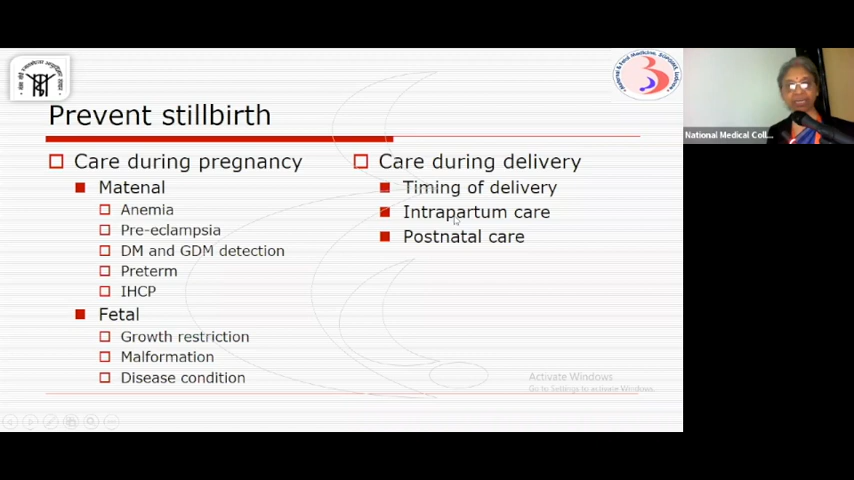 Prevent stillbirth
Care during pregnancy
Matenal
Anemia
Pre-eclampsia
DM and GDM detection
Preterm
IHCP
Fetal
Growth restriction
Malformation
Disease condition
Care during delivery
Timing of delivery
Intrapartum care
Postnatal care
Activate Windows
Go to Settings to activate Windows.
National Medical Coll...